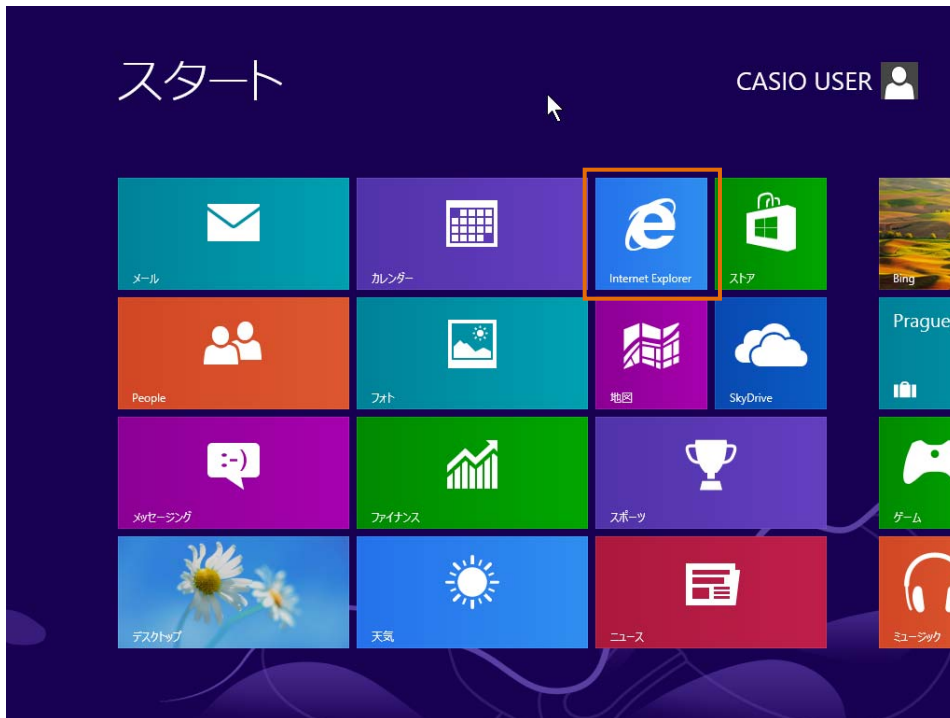 スタート
CASIO USER
メール
カレンダー
Internet Explorer
ストア
Bing
People
フォト
地図
SkyDrive
Prague
:-)
メッセージング
ファイナンス
スポーツ
ゲーム
デスクトップ
天気
ニュース
ミュージック